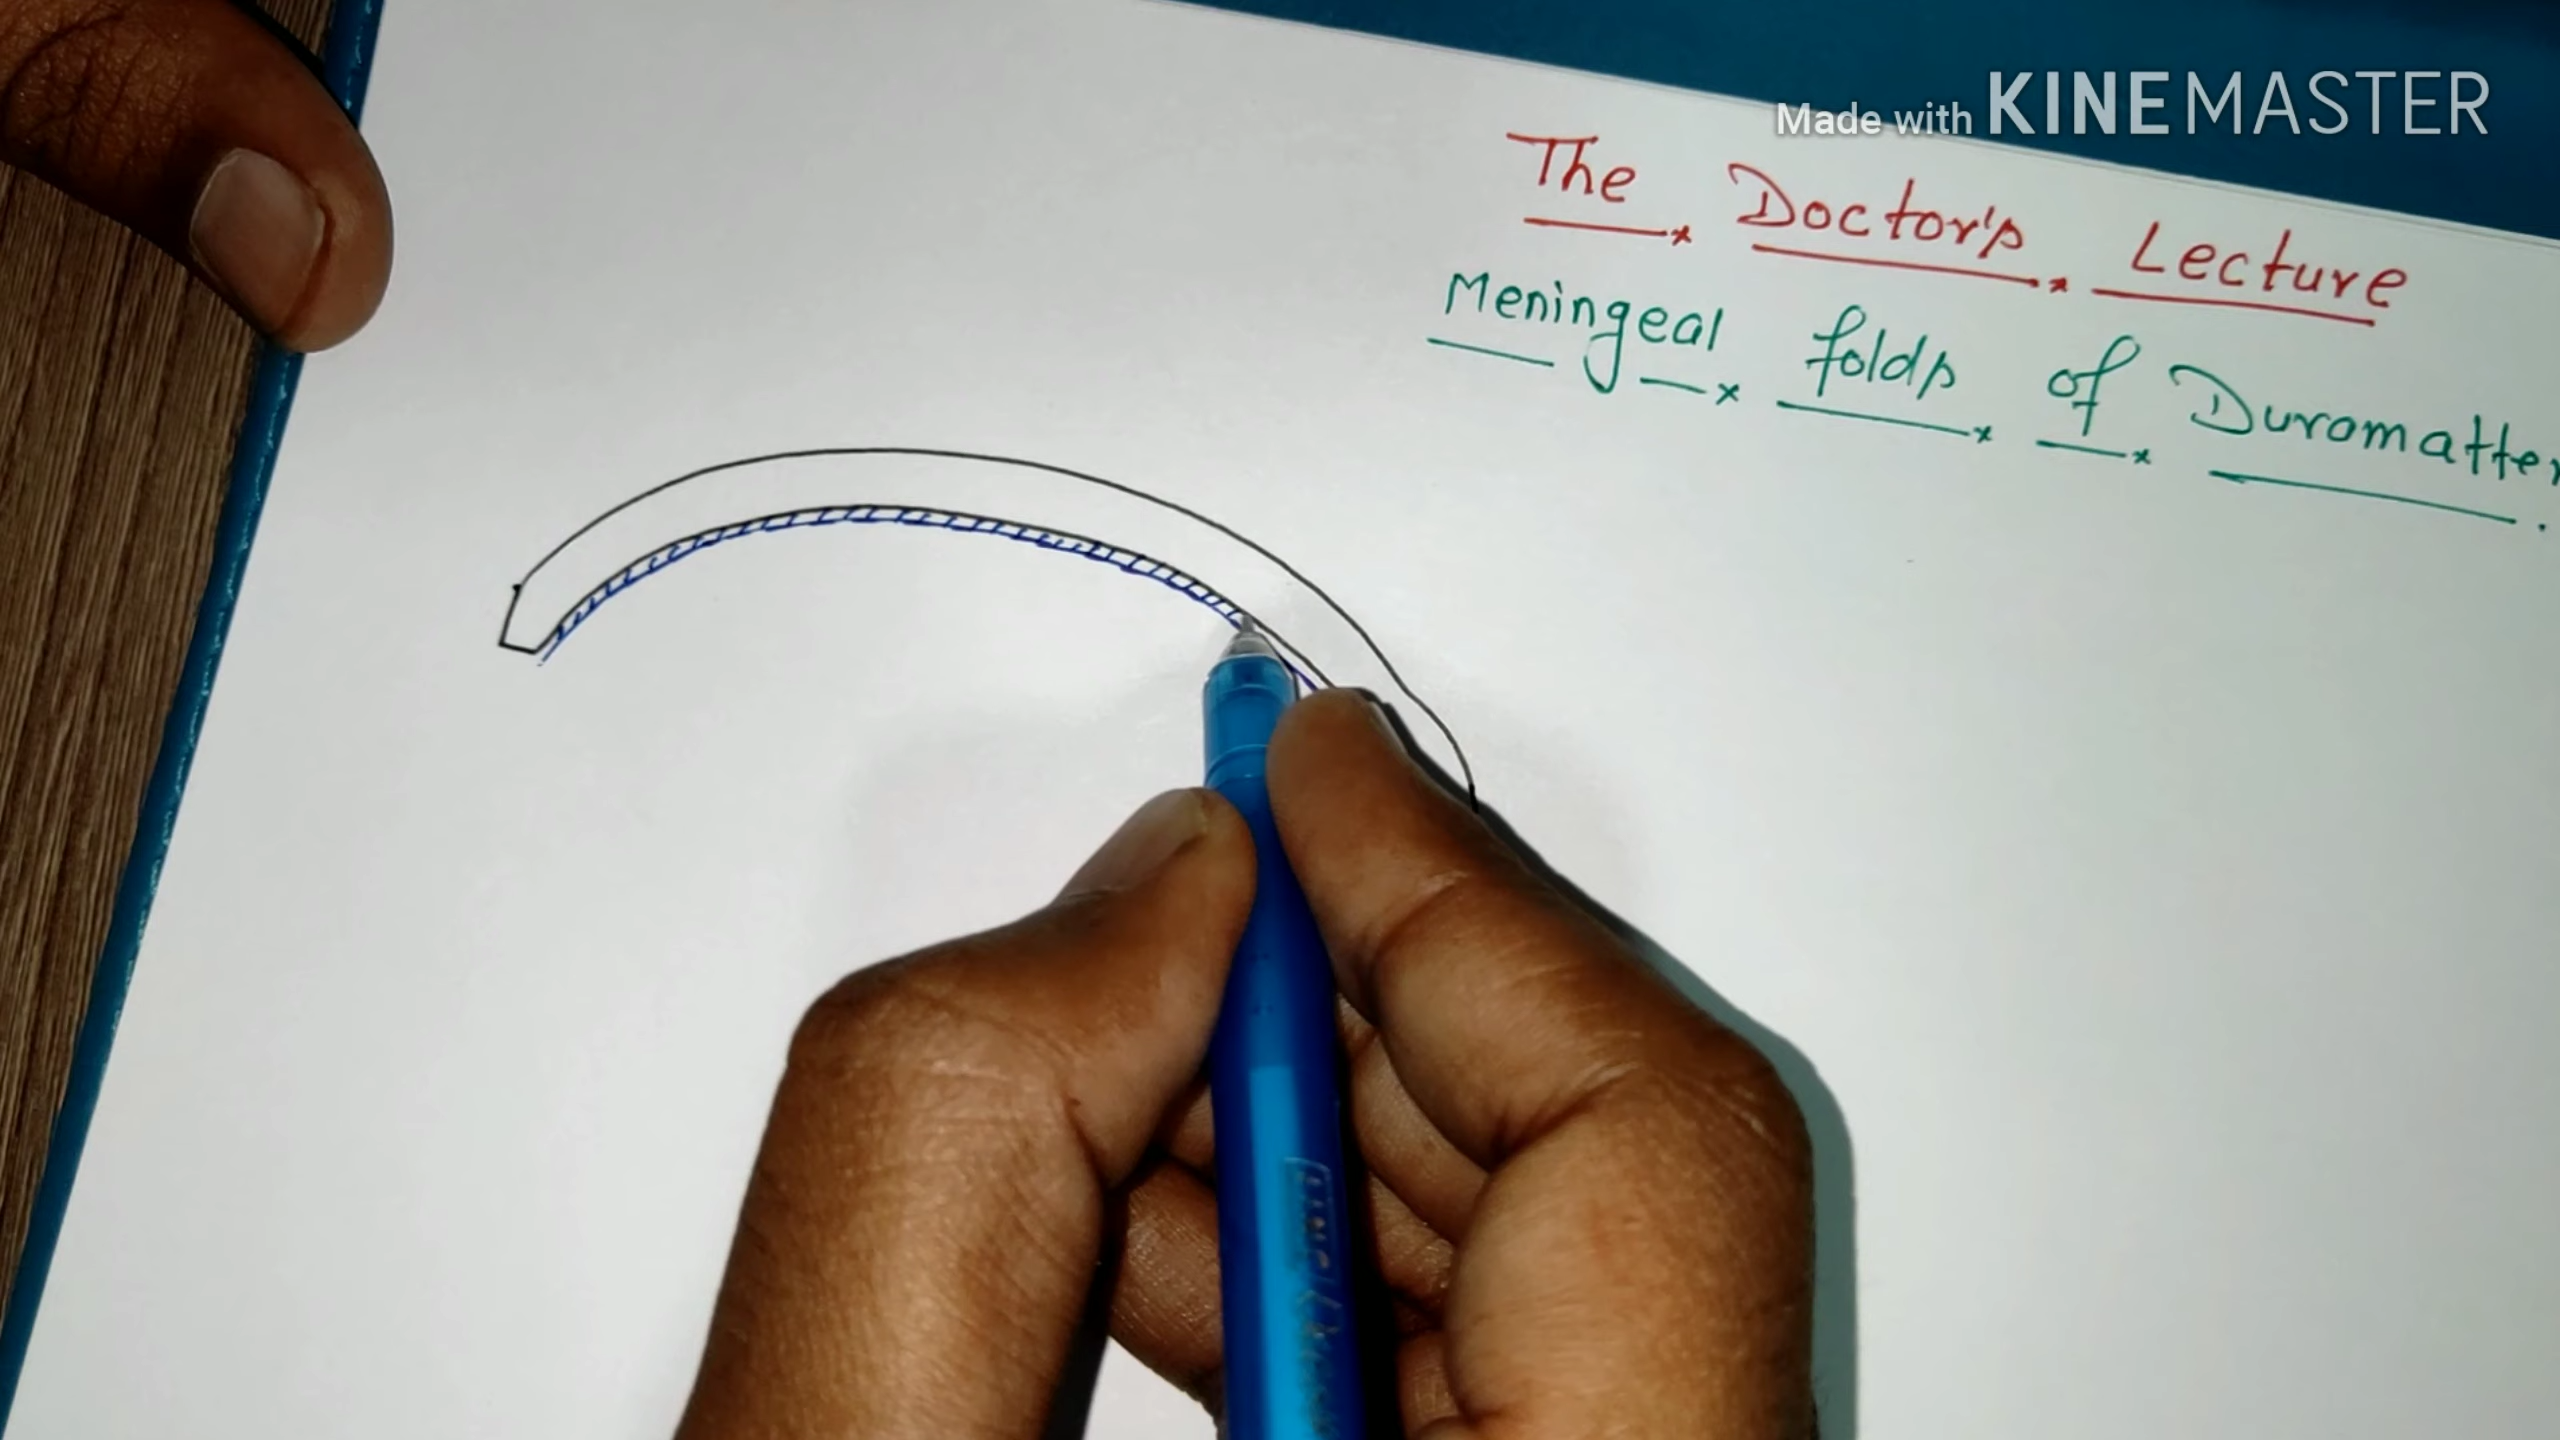 Made with KINEMASTER
The Doctor's Lecture
Meningeal folds of Duromatter